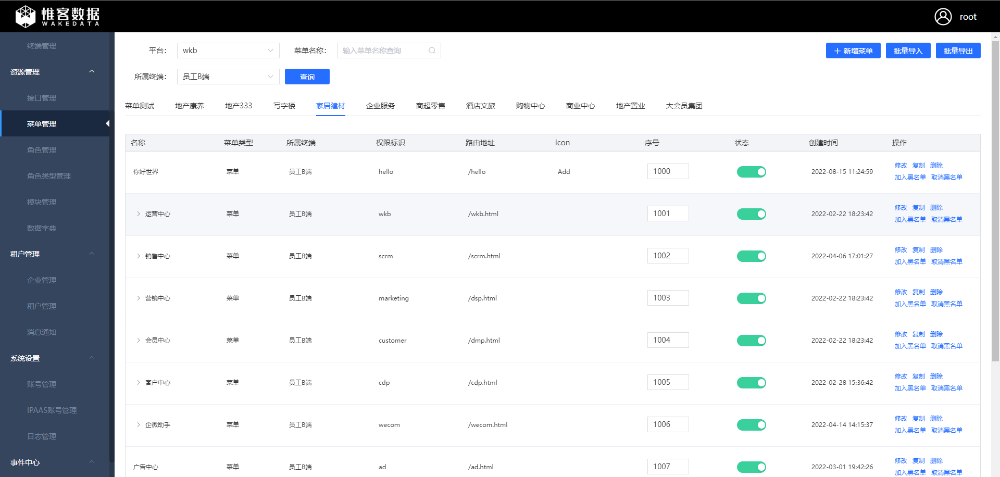 惟客数据
WAKEDATA
root
终端管理
资源管理
接口管理
菜单管理
角色管理
角色类型管理
模块管理
数据字典
租户管理
企业管理
租户管理
消息通知
系统设置
账号管理
IPAAS账号管理
日志管理
事件中心
平台： wkb 菜单名称： 输入菜单名称查询 新增菜单 批量导入 批量导出
所属终端： 员工B端 查询
菜单测试 地产康养 地产333 写字楼 家居建材 企业服务 商超零售 酒店文旅 购物中心 商业中心 地产置业 大会员集团
名称 菜单类型 所属终端 权限标识 路由地址 icon 序号 状态 创建时间 操作
你好世界 菜单 员工B端 hello /hello Add 1000 2022-08-15 11:24:59 修改 复制 删除
加入黑名单 取消黑名单
运营中心 菜单 员工B端 wkb /wkb.html 1001 2022-02-22 18:23:42 修改 复制 删除
加入黑名单 取消黑名单
销售中心 菜单 员工B端 scrm /scrm.html 1002 2022-04-06 17:01:27 修改 复制 删除
加入黑名单 取消黑名单
营销中心 菜单 员工B端 marketing /dsp.html 1003 2022-02-22 18:23:42 修改 复制 删除
加入黑名单 取消黑名单
会员中心 菜单 员工B端 customer /dmp.html 1004 2022-02-22 18:23:42 修改 复制 删除
加入黑名单 取消黑名单
客户中心 菜单 员工B端 cdp /cdp.html 1005 2022-02-28 15:36:42 修改 复制 删除
加入黑名单 取消黑名单
企微助手 菜单 员工B端 wecom /wecom.html 1006 2022-04-14 14:15:37 修改 复制 删除
加入黑名单 取消黑名单
广告中心 菜单 员工B端 ad /ad.html 1007 2022-03-01 19:42:26 修改 复制 删除
加入黑名单 取消黑名单